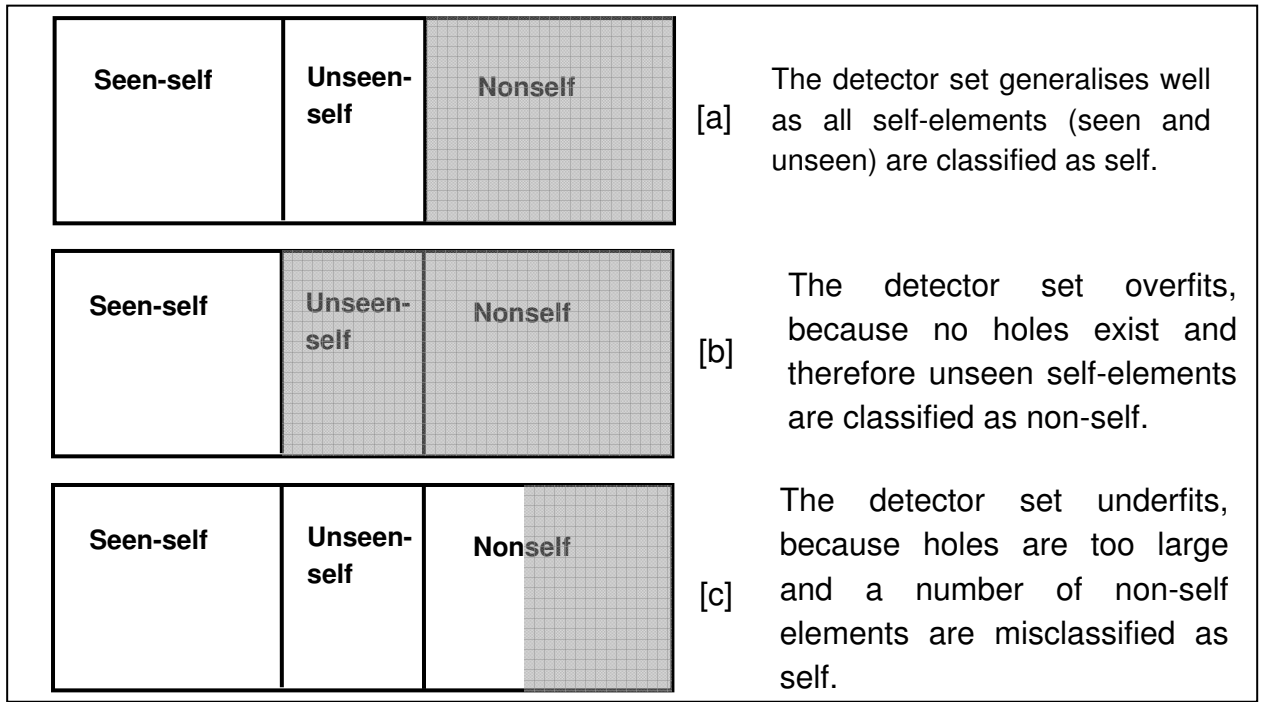 Seen-self
Unseen-
self
Nonself
[a]
The detector set generalises well
as all self-elements (seen and
unseen) are classified as self.
Seen-self
Unseen-
self
Nonself
[b]
The detector set overfits,
because no holes exist and
therefore unseen self-elements
are classified as non-self.
Seen-self
Unseen-
self
Nonself
[c]
The detector set underfits,
because holes are too large
and a number of non-self
elements are misclassified as
self.